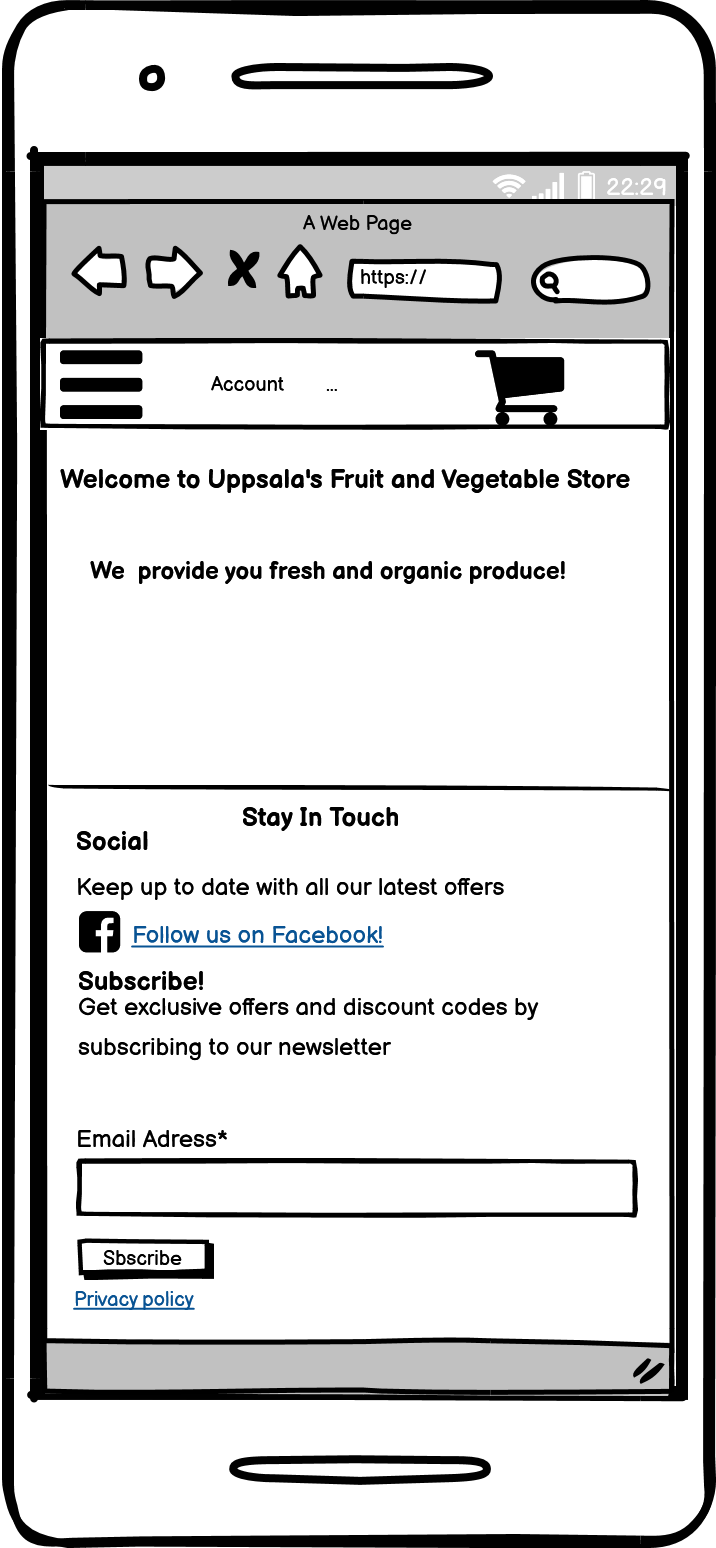 22:29
A Web Page
https://
Account ...
Welcome to Uppsala's Fruit and Vegetable Store
We provide you fresh and organic produce!
Stay In Touch
Social
Keep up to date with all our latest offers
Follow us on Facebook!
Subscribe!
Get exclusive offers and discount codes by
subscribing to our newsletter
Email Adress*
Sbscribe
Privacy policy